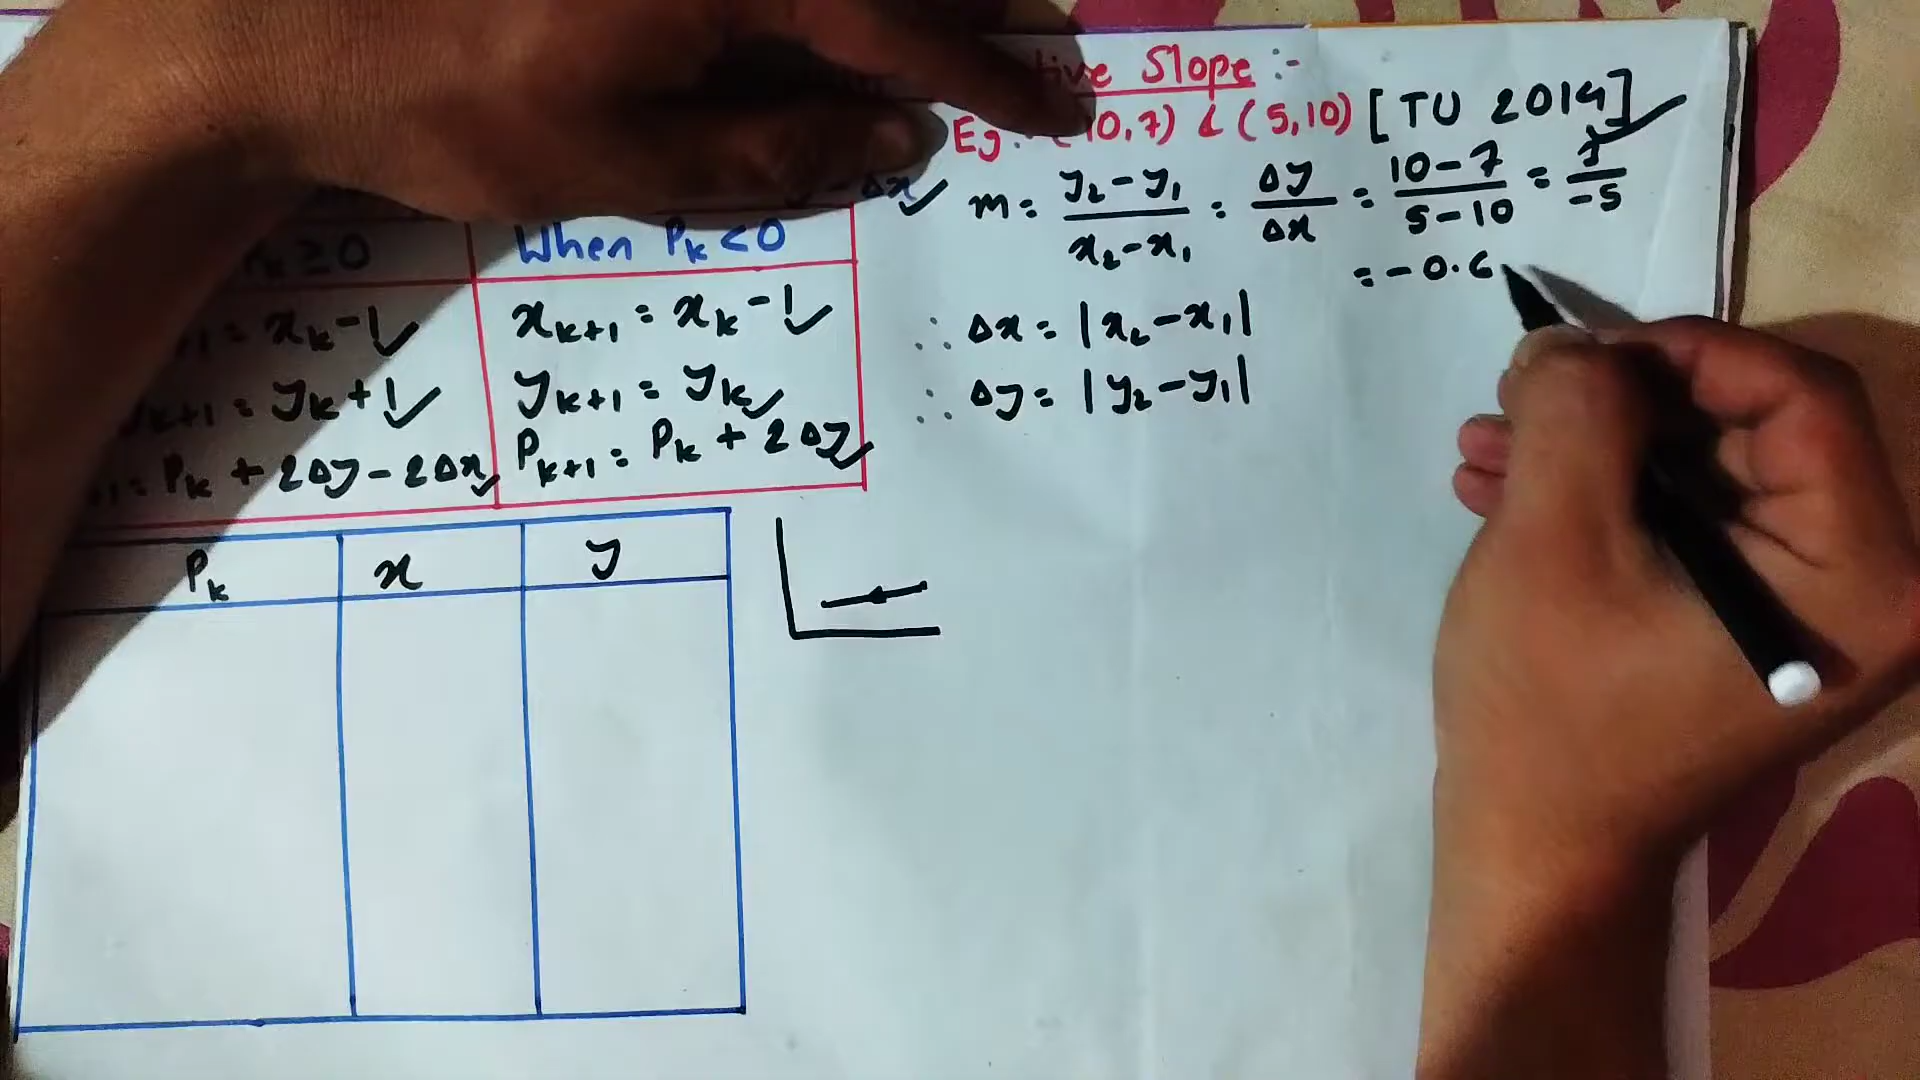 Slope :-
Eg. (10,7) & (5,10) [TU 2014]
m = y₂ - y₁ / x₂ - x₁ = Δy / Δx = 10-7 / 5-10 = 3 / -5
= -0.6
∴ Δx = |x₂ - x₁|
∴ Δy = |y₂ - y₁|
Δx
≥0
= xₖ - 1
= yₖ + 1
= Pₖ + 2Δy - 2Δx
When Pₖ < 0
xₖ₊₁ = xₖ - 1
yₖ₊₁ = yₖ
Pₖ₊₁ = Pₖ + 2Δy
Pₖ x y